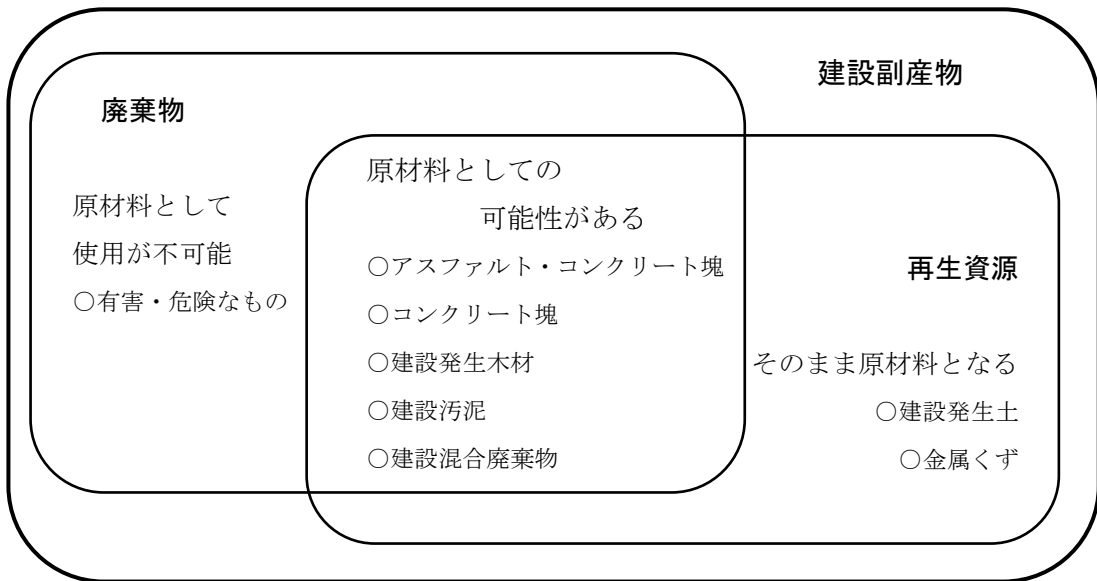 建設副産物
廃棄物
原材料として
使用が不可能
○有害・危険なもの
原材料としての
可能性がある
○アスファルト・コンクリート塊
○コンクリート塊
○建設発生木材
○建設汚泥
○建設混合廃棄物
再生資源
そのまま原材料となる
○建設発生土
○金属くず